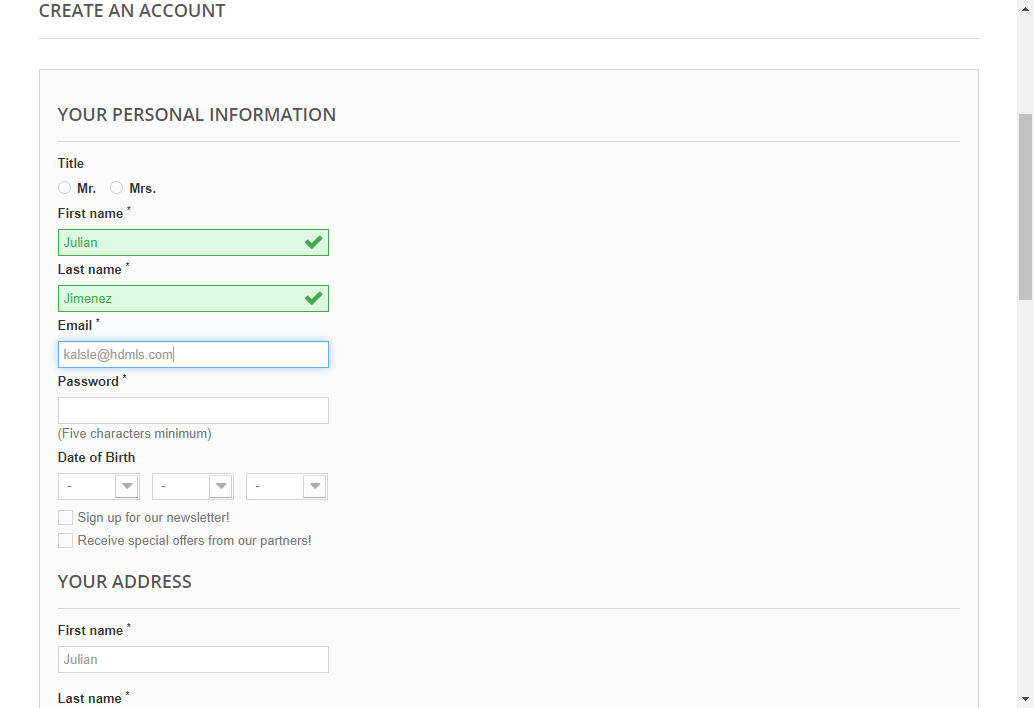 CREATE AN ACCOUNT
YOUR PERSONAL INFORMATION
Title
Mr. Mrs.
First name *
Julian
Last name *
Jimenez
Email *
kalsle@hdmls.com
Password *
(Five characters minimum)
Date of Birth
- - -
Sign up for our newsletter!
Receive special offers from our partners!
YOUR ADDRESS
First name *
Julian
Last name *